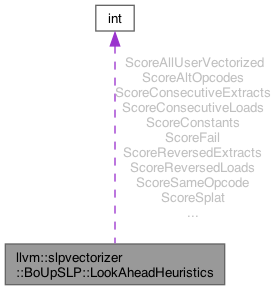 int
ScoreAllUserVectorized
ScoreAltOpcodes
ScoreConsecutiveExtracts
ScoreConsecutiveLoads
ScoreConstants
ScoreFail
ScoreReversedExtracts
ScoreReversedLoads
ScoreSameOpcode
ScoreSplat
...
llvm::slpvectorizer
::BoUpSLP::LookAheadHeuristics